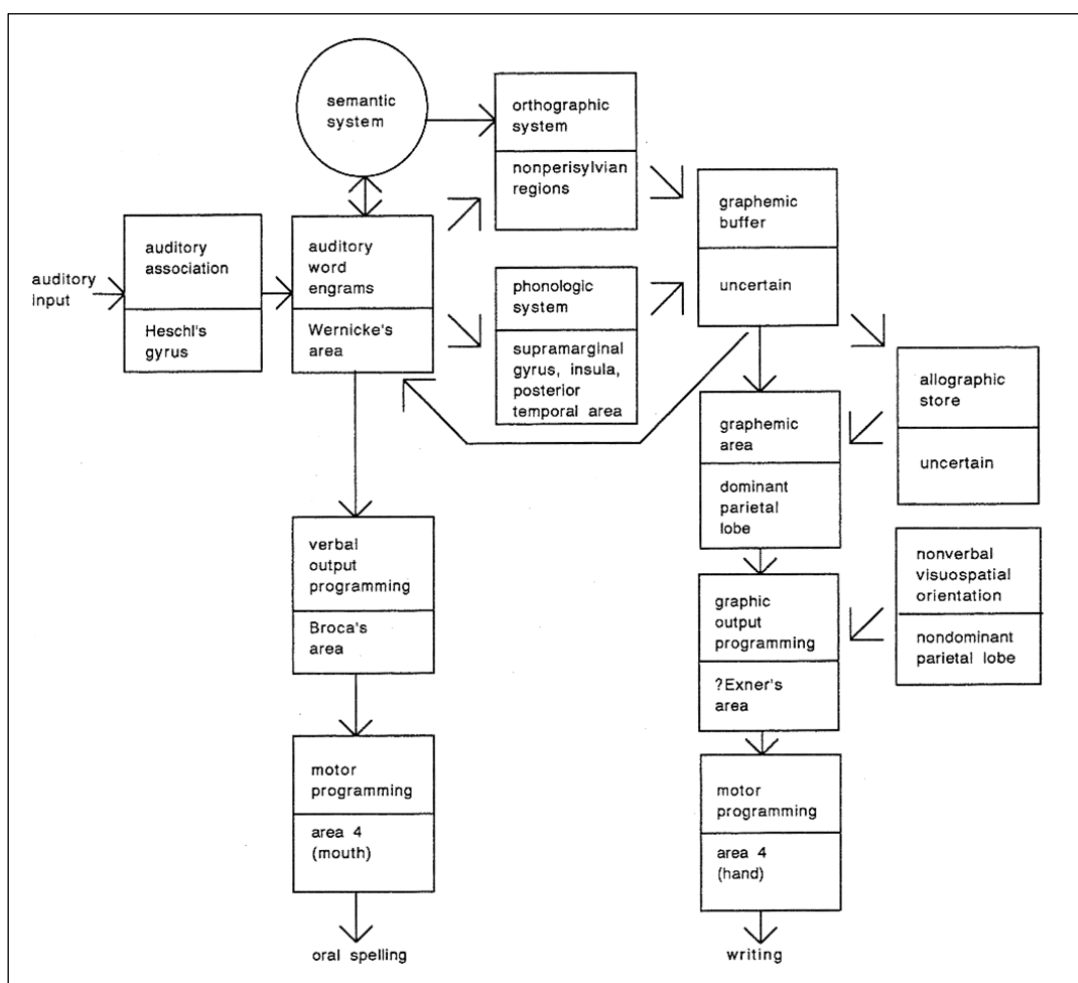 semantic
system
orthographic
system
nonperisylvian
regions
graphemic
buffer
uncertain
auditory
input
auditory
association
Heschl's
gyrus
auditory
word
engrams
Wernicke's
area
phonologic
system
supramarginal
gyrus, insula,
posterior
temporal area
allographic
store
uncertain
graphemic
area
dominant
parietal
lobe
verbal
output
programming
Broca's
area
nonverbal
visuospatial
orientation
nondominant
parietal lobe
graphic
output
programming
?Exner's
area
motor
programming
area 4
(mouth)
motor
programming
area 4
(hand)
oral spelling
writing